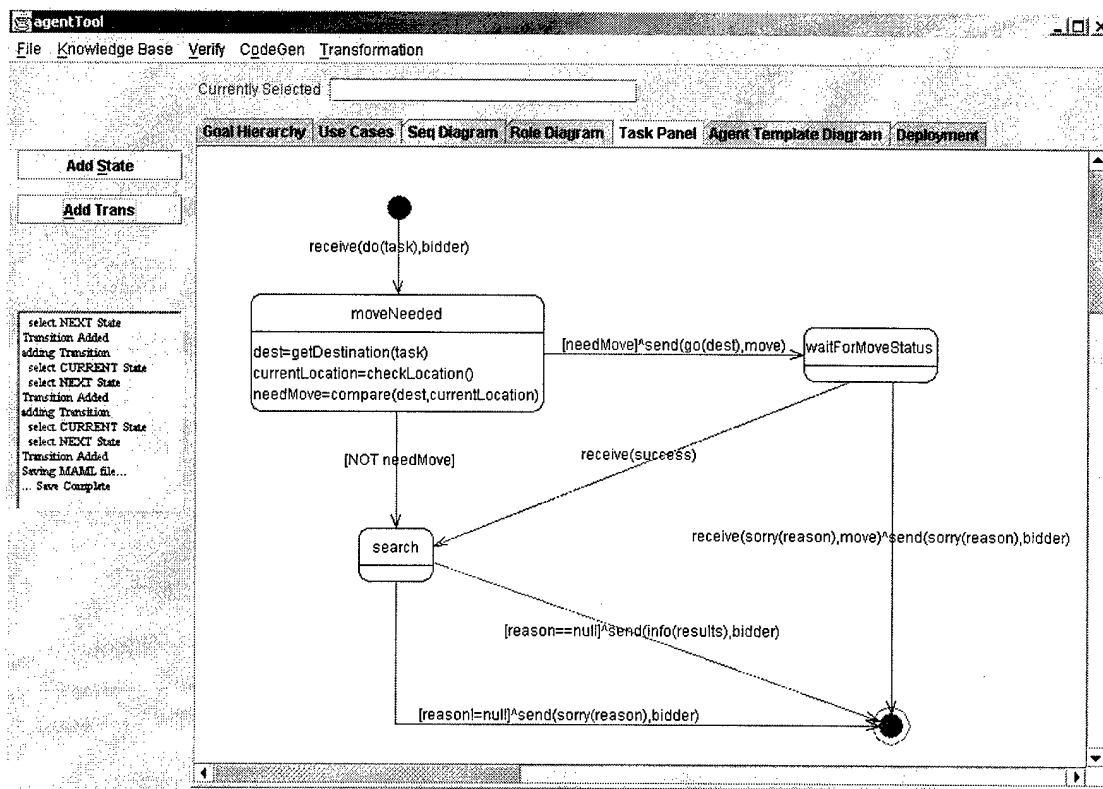 agentTool
File Knowledge Base Verify CodeGen Transformation
Currently Selected
Goal Hierarchy Use Cases Seq Diagram Role Diagram Task Panel Agent Template Diagram Deployment
Add State
Add Trans
receive(do(task),bidder)
moveNeeded
dest=getDestination(task)
currentLocation=checkLocation()
needMove=compare(dest,currentLocation)
[needMove]^send(go(dest),move)
waitForMoveStatus
select NEXT State
Transition Added
adding Transition
select CURRENT State
select NEXT State
Transition Added
adding Transition
select CURRENT State
select NEXT State
Transition Added
Saving MAML file...
... Save Complete
[NOT needMove]
receive(success)
search
receive(sorry(reason),move)^send(sorry(reason),bidder)
[reason==null]^send(info(results),bidder)
[reason!=null]^send(sorry(reason),bidder)